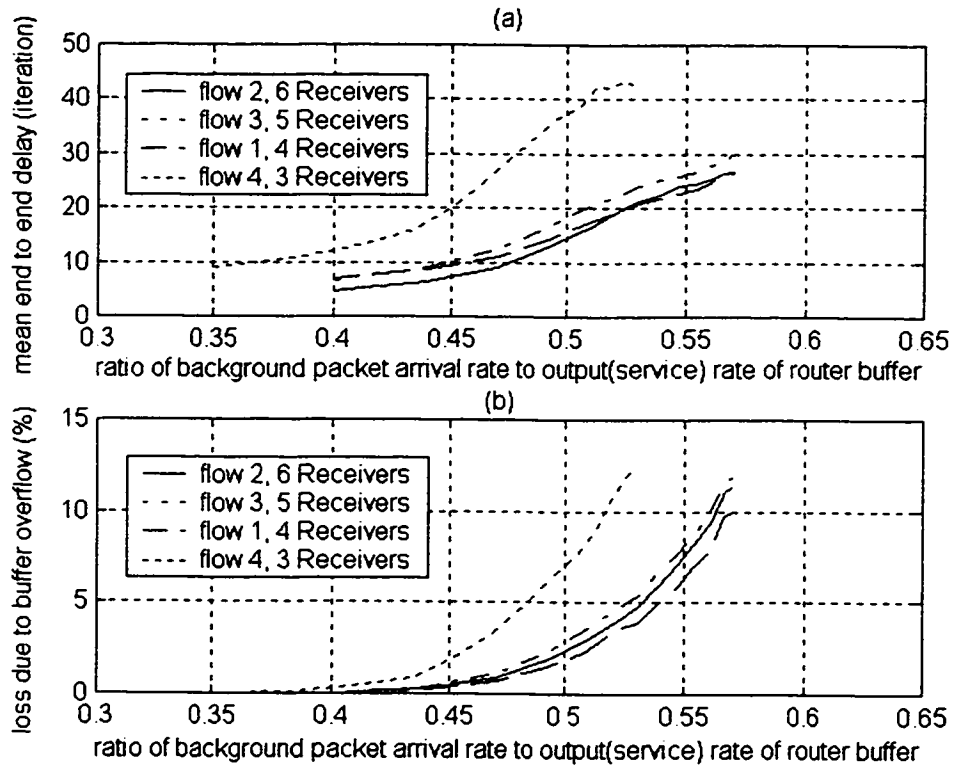 (a)
mean end to end delay (iteration)
50
40
30
20
10
0
flow 2, 6 Receivers
flow 3, 5 Receivers
flow 1, 4 Receivers
flow 4, 3 Receivers
0.3 0.35 0.4 0.45 0.5 0.55 0.6 0.65
ratio of background packet arrival rate to output(service) rate of router buffer
(b)
loss due to buffer overflow (%)
15
10
5
0
flow 2, 6 Receivers
flow 3, 5 Receivers
flow 1, 4 Receivers
flow 4, 3 Receivers
0.3 0.35 0.4 0.45 0.5 0.55 0.6 0.65
ratio of background packet arrival rate to output(service) rate of router buffer